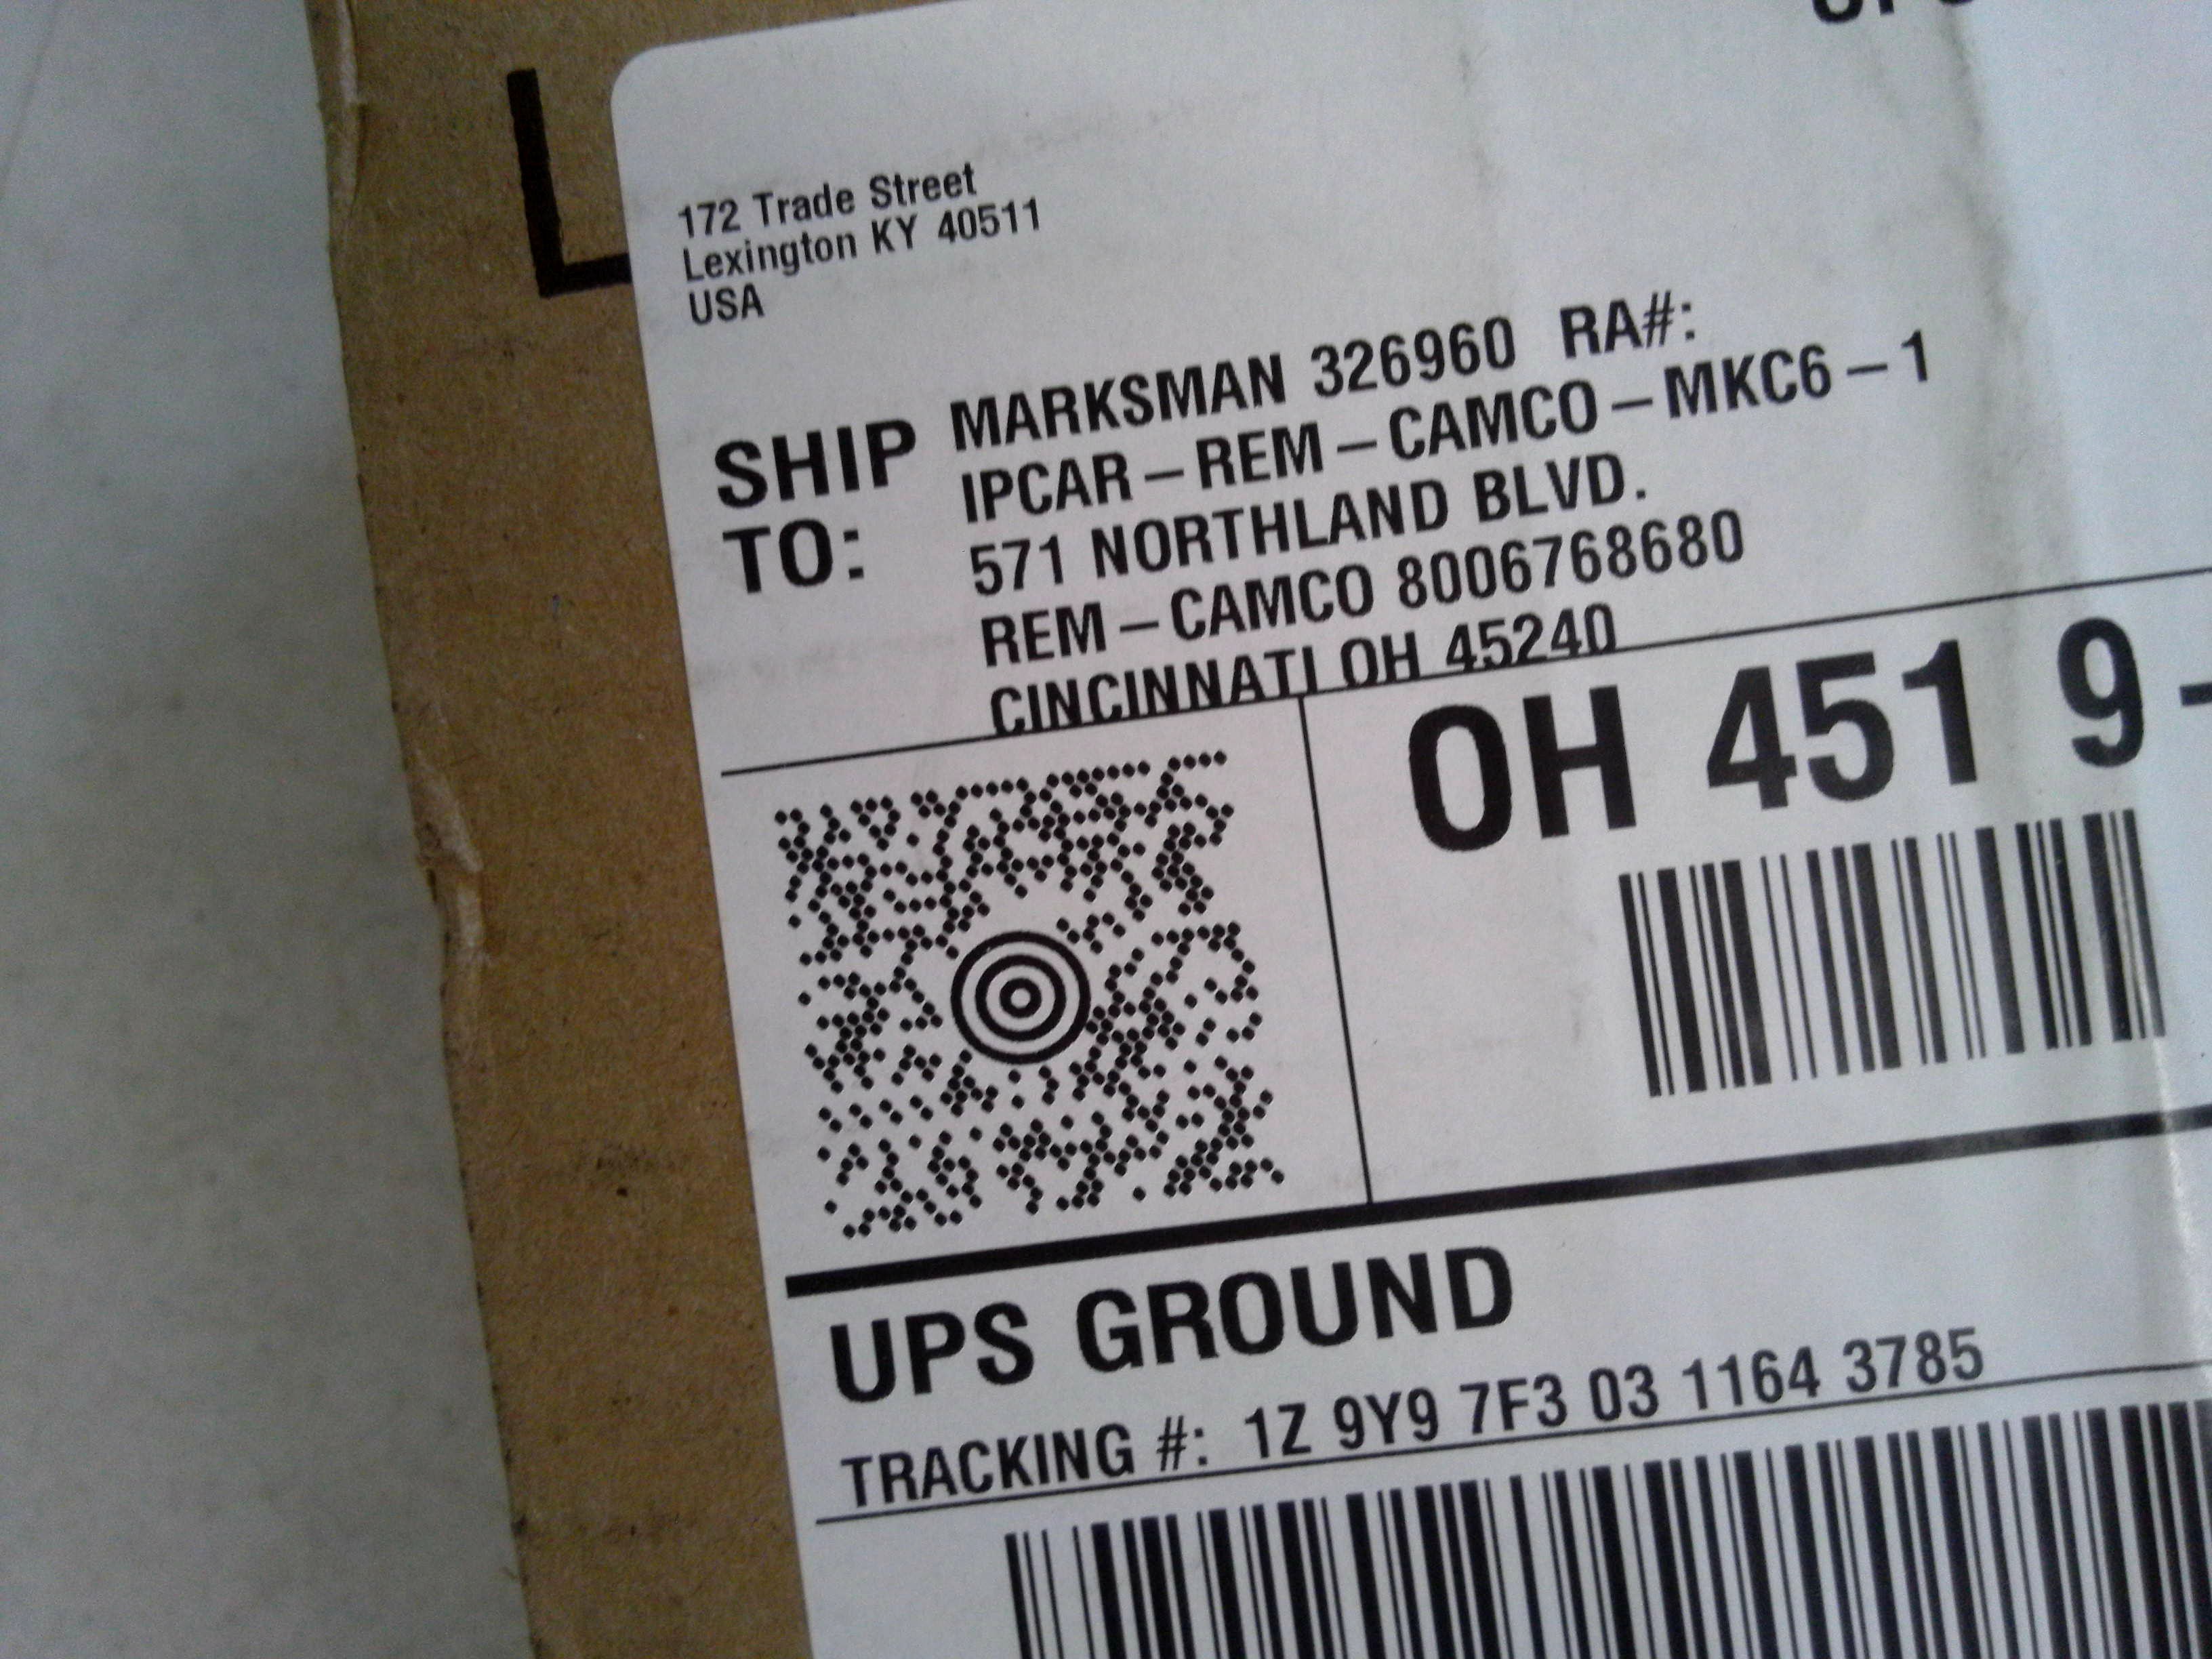 172 Trade Street
Lexington KY 40511
USA
SHIP TO:
MARKSMAN 326960 RA#:
IPCAR-REM-CAMCO-MKC6-1
571 NORTHLAND BLVD.
REM-CAMCO 8006768680
CINCINNATI OH 45240
OH 451 9-
UPS GROUND
TRACKING #: 1Z 9Y9 7F3 03 1164 3785